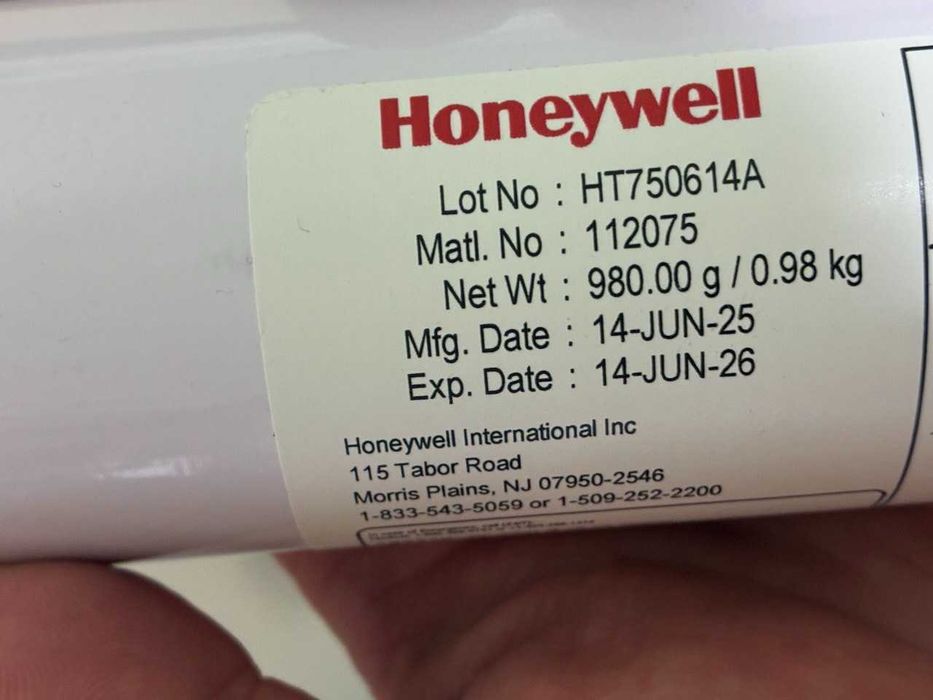 Honeywell
Lot No : HT750614A
Matl. No : 112075
Net Wt : 980.00 g / 0.98 kg
Mfg. Date : 14-JUN-25
Exp. Date : 14-JUN-26
Honeywell International Inc
115 Tabor Road
Morris Plains, NJ 07950-2546
1-833-543-5059 or 1-509-252-2200